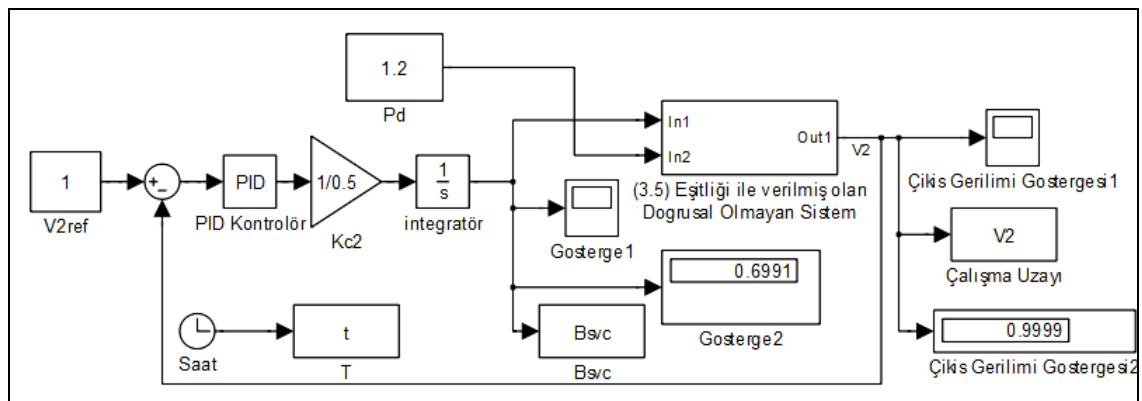 1.2
Pd
1
V2ref
+
−
PID
PID Kontrolör
1/0.5
Kc2
1
s
integratör
In1
In2
Out1
V2
(3.5) Eşitliği ile verilmiş olan
Dogrusal Olmayan Sistem
Gosterge1
0.6991
Gosterge2
Bsvc
Bsvc
Saat
t
T
Çikis Gerilimi Gostergesi1
V2
Çalışma Uzayı
0.9999
Çikis Gerilimi Gostergesi2